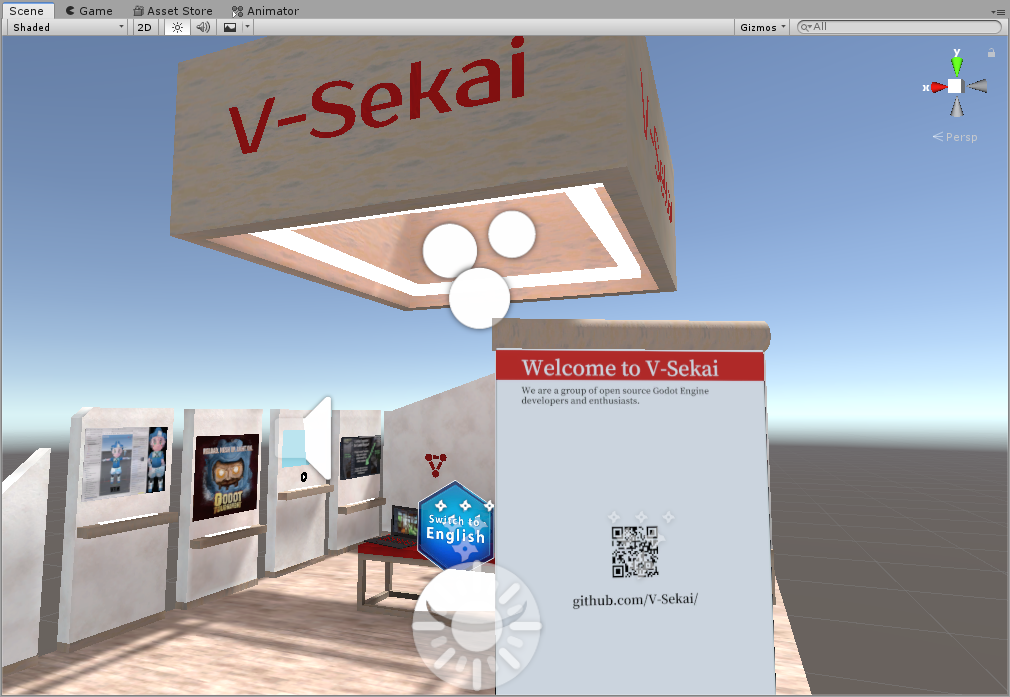 Scene
Game
Asset Store
Animator
Shaded
2D
Gizmos
All
y
x
Persp
V-Sekai
Welcome to V-Sekai
We are a group of open source Godot Engine
developers and enthusiasts.
GODOT
0
Switch to
English
github.com/V-Sekai/